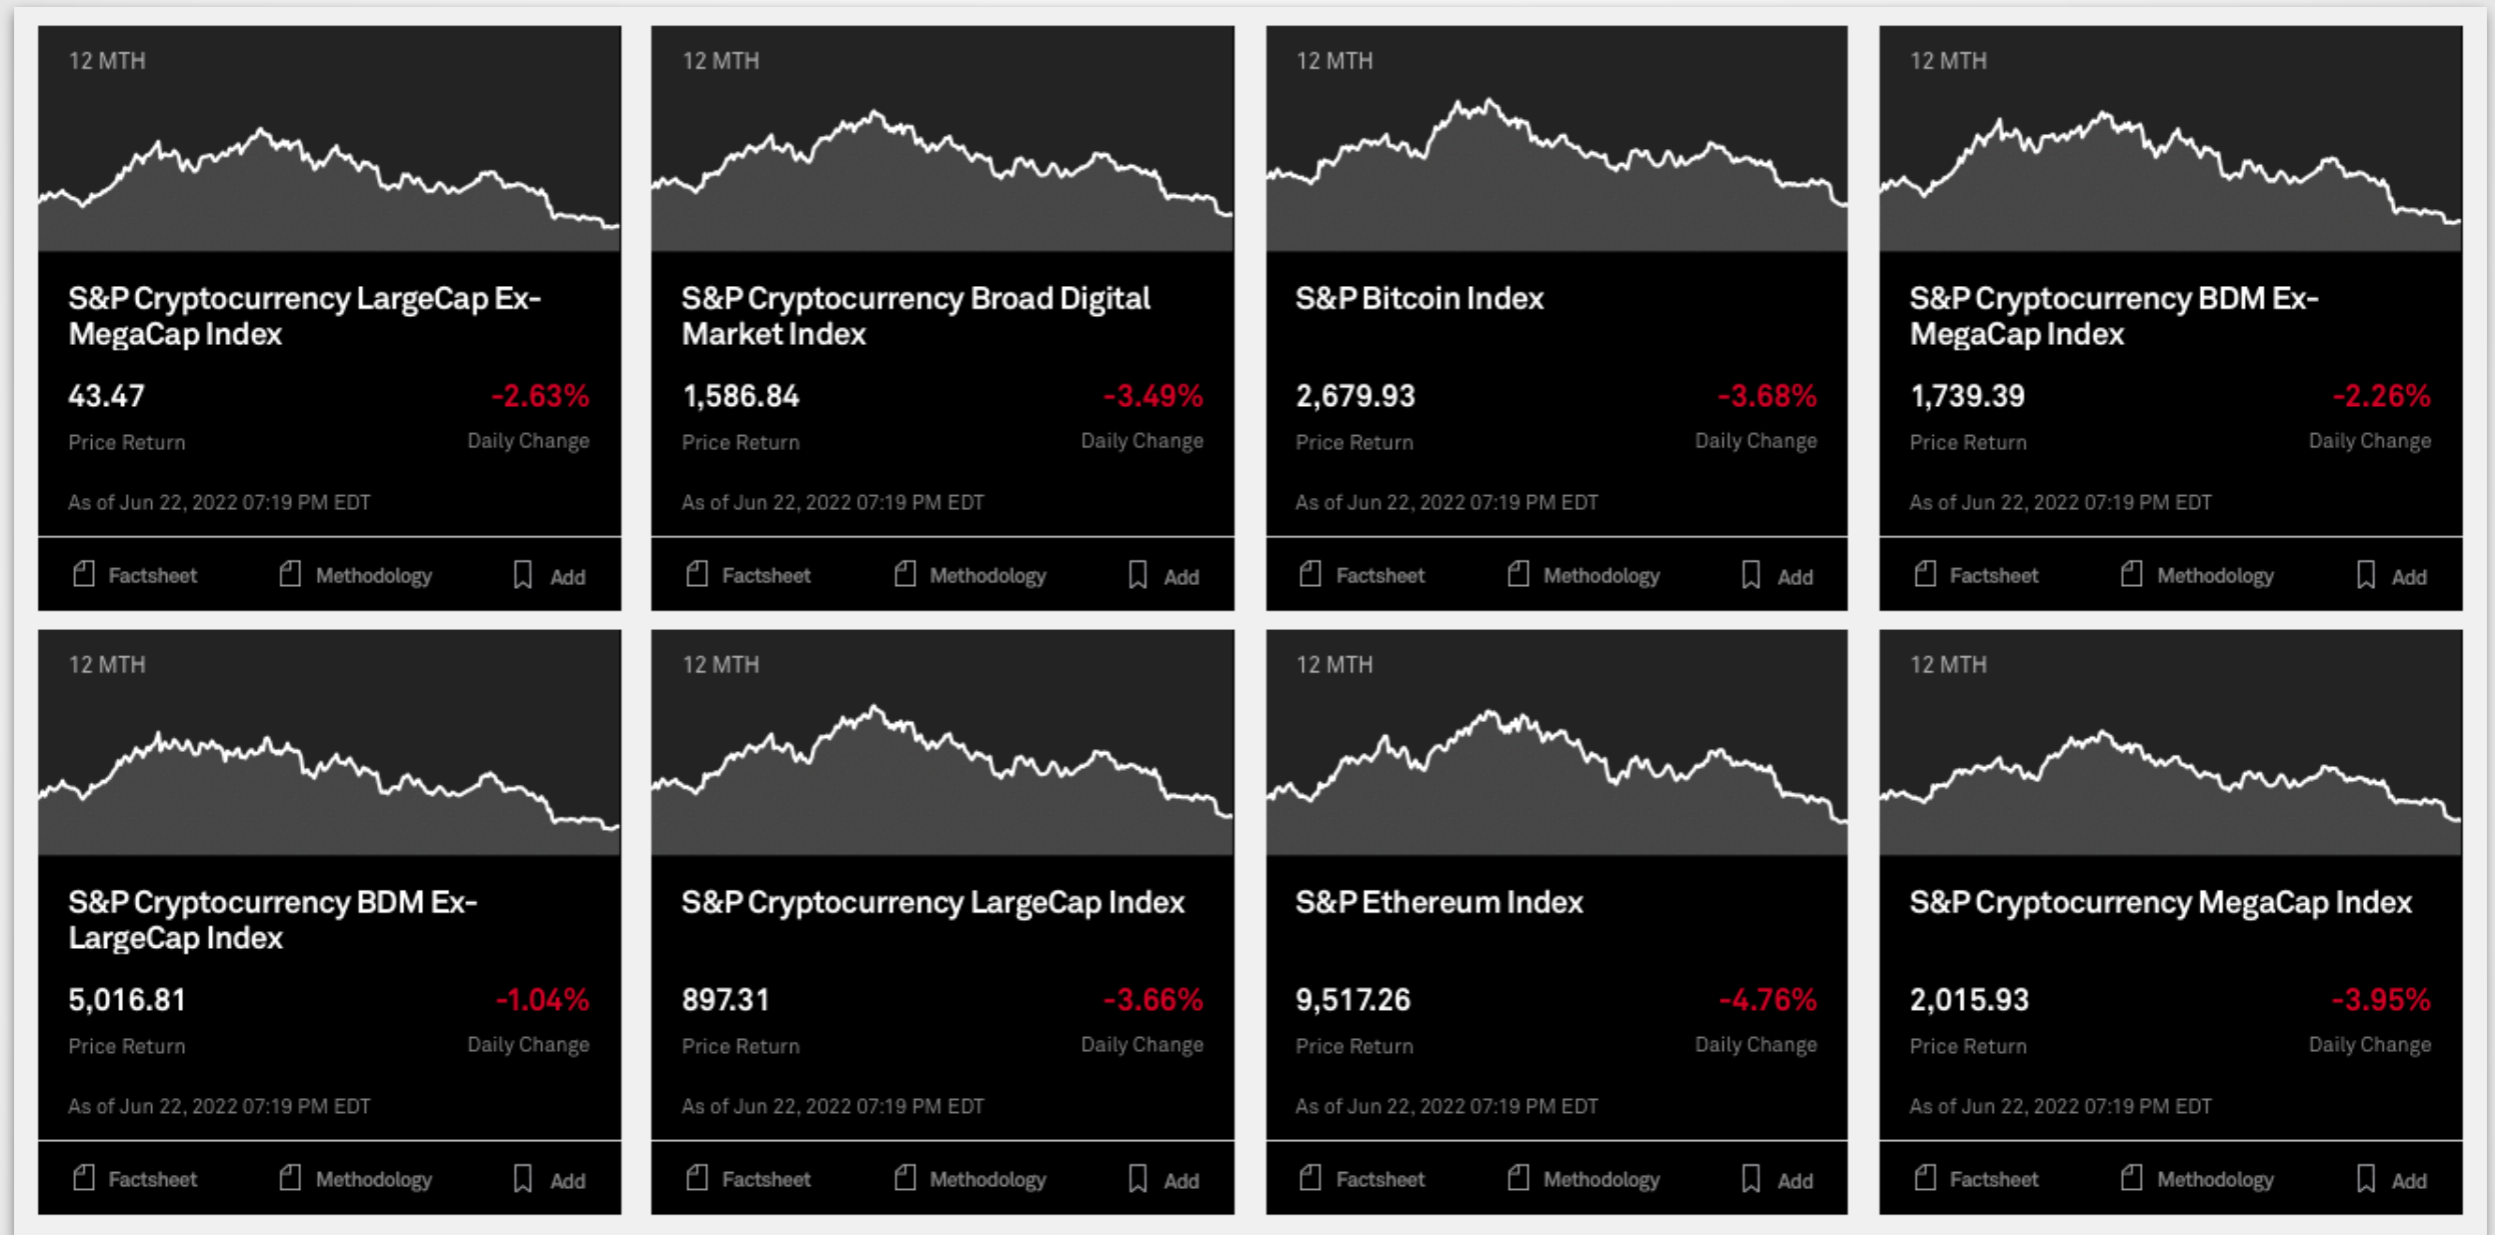 12 MTH
S&P Cryptocurrency LargeCap Ex-
MegaCap Index
43.47 -2.63%
Price Return Daily Change
As of Jun 22, 2022 07:19 PM EDT
Factsheet Methodology Add
12 MTH
S&P Cryptocurrency Broad Digital
Market Index
1,586.84 -3.49%
Price Return Daily Change
As of Jun 22, 2022 07:19 PM EDT
Factsheet Methodology Add
12 MTH
S&P Bitcoin Index
2,679.93 -3.68%
Price Return Daily Change
As of Jun 22, 2022 07:19 PM EDT
Factsheet Methodology Add
12 MTH
S&P Cryptocurrency BDM Ex-
MegaCap Index
1,739.39 -2.26%
Price Return Daily Change
As of Jun 22, 2022 07:19 PM EDT
Factsheet Methodology Add
12 MTH
S&P Cryptocurrency BDM Ex-
LargeCap Index
5,016.81 -1.04%
Price Return Daily Change
As of Jun 22, 2022 07:19 PM EDT
Factsheet Methodology Add
12 MTH
S&P Cryptocurrency LargeCap Index
897.31 -3.66%
Price Return Daily Change
As of Jun 22, 2022 07:19 PM EDT
Factsheet Methodology Add
12 MTH
S&P Ethereum Index
9,517.26 -4.76%
Price Return Daily Change
As of Jun 22, 2022 07:19 PM EDT
Factsheet Methodology Add
12 MTH
S&P Cryptocurrency MegaCap Index
2,015.93 -3.95%
Price Return Daily Change
As of Jun 22, 2022 07:19 PM EDT
Factsheet Methodology Add